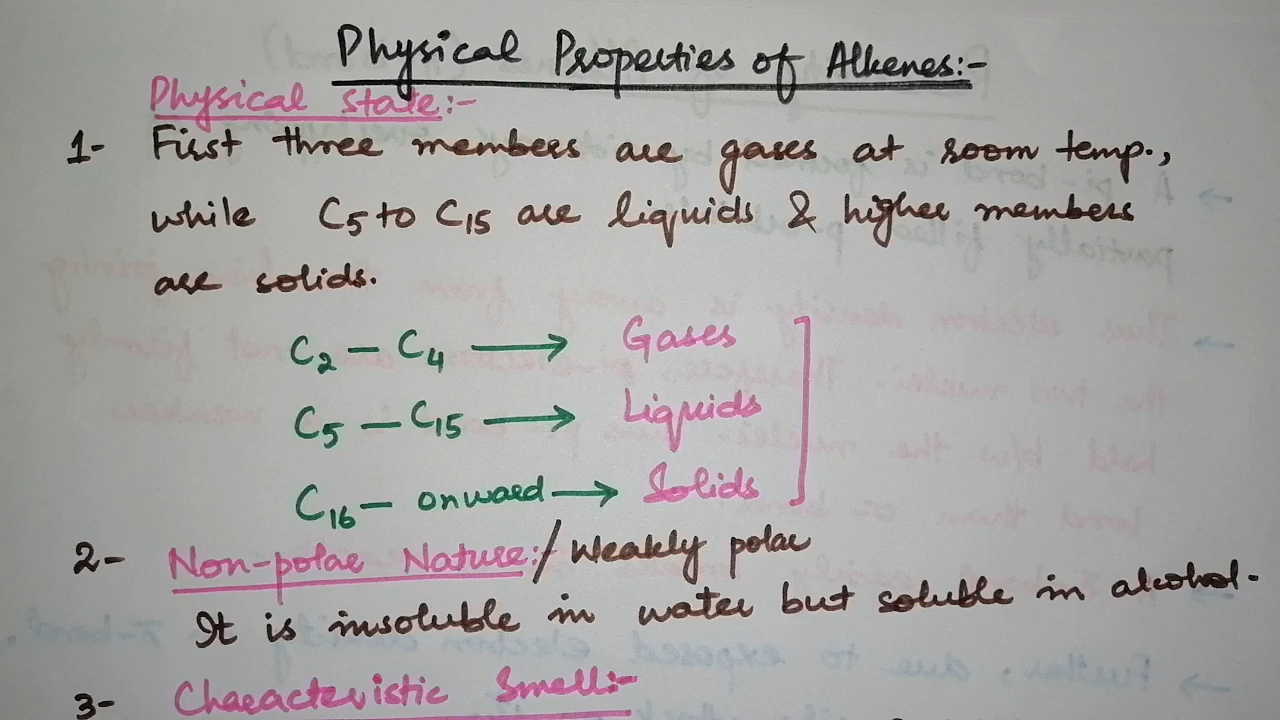 Physical Properties of Alkenes:-
Physical state:-
1- First three members are gases at room temp.,
while C5 to C15 are liquids & higher members
are solids.
C2 – C4 → Gases
C5 – C15 → Liquids
C16 – onward → Solids
2- Non-polar Nature:/ Weakly polar
It is insoluble in water but soluble in alcohol.
3- Characteristic Smell:-